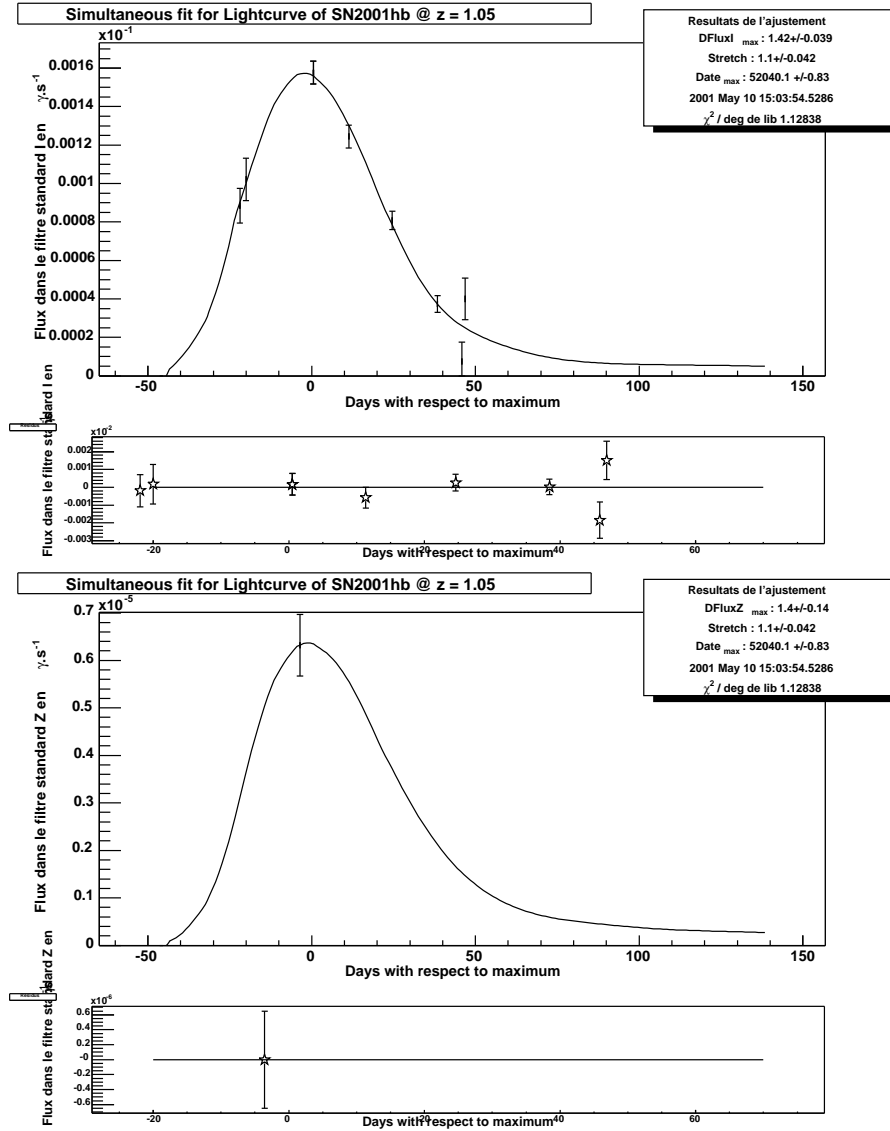 Simultaneous fit for Lightcurve of SN2001hb @ z = 1.05
Resultats de l'ajustement
DFluxI max : 1.42+/-0.039
Stretch : 1.1+/-0.042
Date max : 52040.1 +/-0.83
2001 May 10 15:03:54.5286
χ² / deg de lib 1.12838
x10⁻¹
Flux dans le filtre standard I en γ.s⁻¹
0.0016
0.0014
0.0012
0.001
0.0008
0.0006
0.0004
0.0002
0
-50 0 50 100 150
Days with respect to maximum
Residus
x10⁻²
Flux dans le filtre standard I en
0.002
0.001
0
-0.001
-0.002
-0.003
-20 0 20 40 60
Days with respect to maximum
Simultaneous fit for Lightcurve of SN2001hb @ z = 1.05
Resultats de l'ajustement
DFluxZ max : 1.4+/-0.14
Stretch : 1.1+/-0.042
Date max : 52040.1 +/-0.83
2001 May 10 15:03:54.5286
χ² / deg de lib 1.12838
x10⁻⁵
Flux dans le filtre standard Z en γ.s⁻¹
0.7
0.6
0.5
0.4
0.3
0.2
0.1
0
-50 0 50 100 150
Days with respect to maximum
Residus
x10⁻⁶
Flux dans le filtre standard Z en
0.6
0.4
0.2
-0
-0.2
-0.4
-0.6
-20 0 20 40 60
Days with respect to maximum